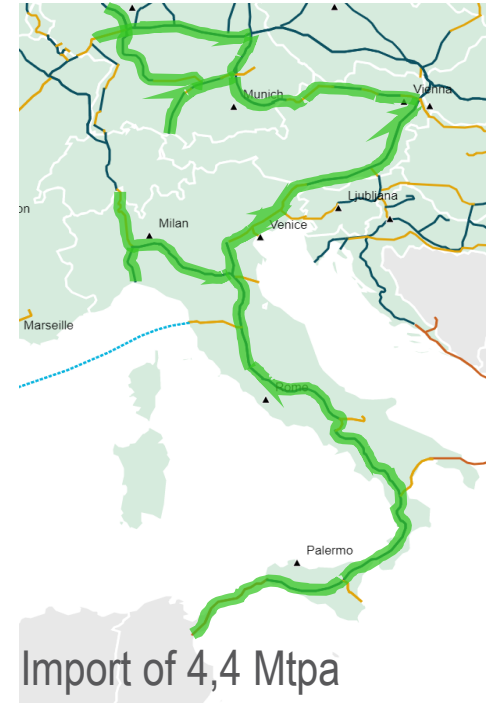 Munich
Vienna
Ljubljana
on
Milan
Venice
Marseille
Rome
Palermo
Import of 4,4 Mtpa